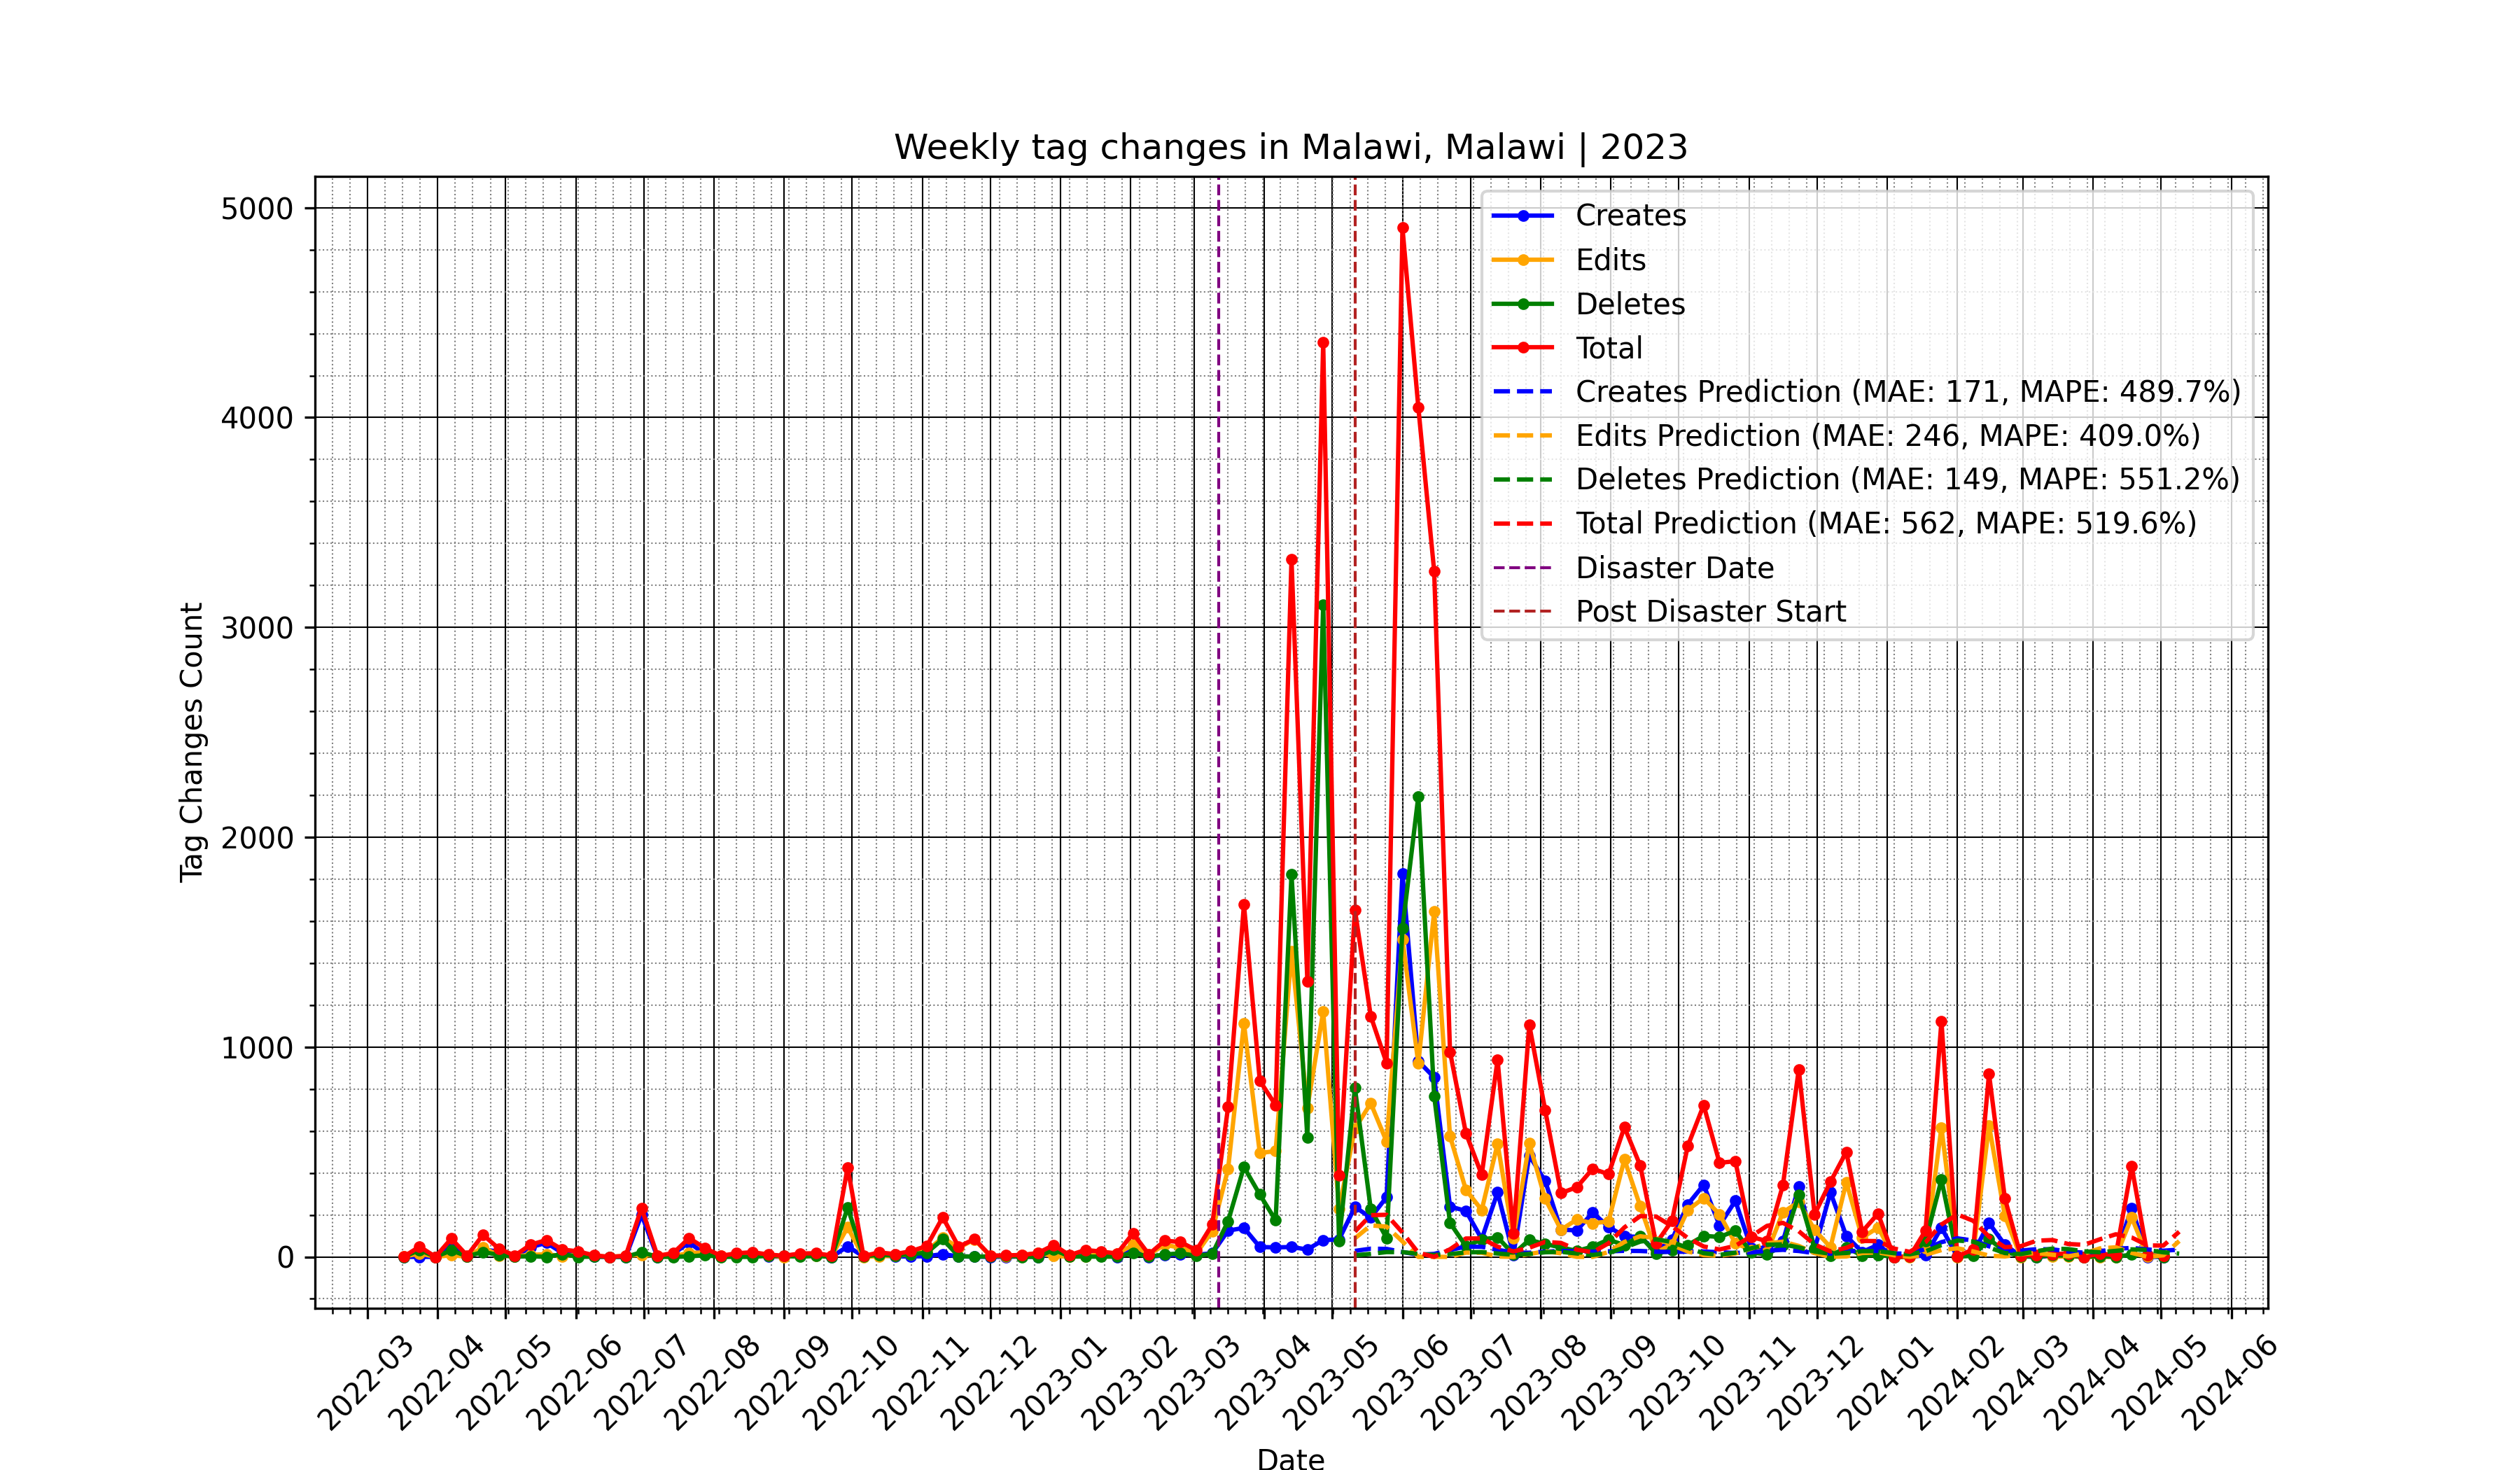 Weekly tag changes in Malawi, Malawi | 2023
Tag Changes Count
5000
4000
3000
2000
1000
0
Creates
Edits
Deletes
Total
Creates Prediction (MAE: 171, MAPE: 489.7%)
Edits Prediction (MAE: 246, MAPE: 409.0%)
Deletes Prediction (MAE: 149, MAPE: 551.2%)
Total Prediction (MAE: 562, MAPE: 519.6%)
Disaster Date
Post Disaster Start
2022-03
2022-04
2022-05
2022-06
2022-07
2022-08
2022-09
2022-10
2022-11
2022-12
2023-01
2023-02
2023-03
2023-04
2023-05
2023-06
2023-07
2023-08
2023-09
2023-10
2023-11
2023-12
2024-01
2024-02
2024-03
2024-04
2024-05
2024-06
Date